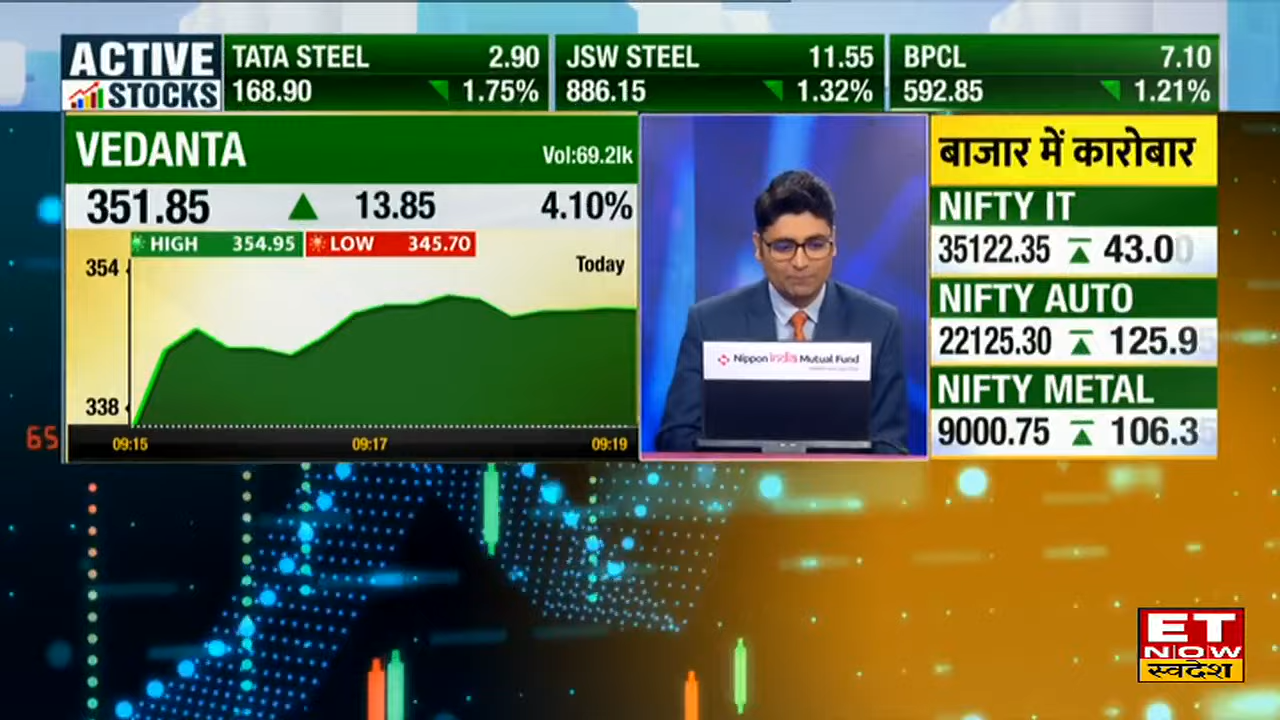 ACTIVE
STOCKS
TATA STEEL 2.90
168.90 1.75%
JSW STEEL 11.55
886.15 1.32%
BPCL 7.10
592.85 1.21%
VEDANTA Vol:69.2lk
351.85 13.85 4.10%
HIGH 354.95 LOW 345.70
Today
354
338
09:15 09:17 09:19
Nippon india Mutual Fund
बाजार में कारोबार
NIFTY IT
35122.35 43.00
NIFTY AUTO
22125.30 125.9
NIFTY METAL
9000.75 106.3
65
ET
NOW
स्वदेश